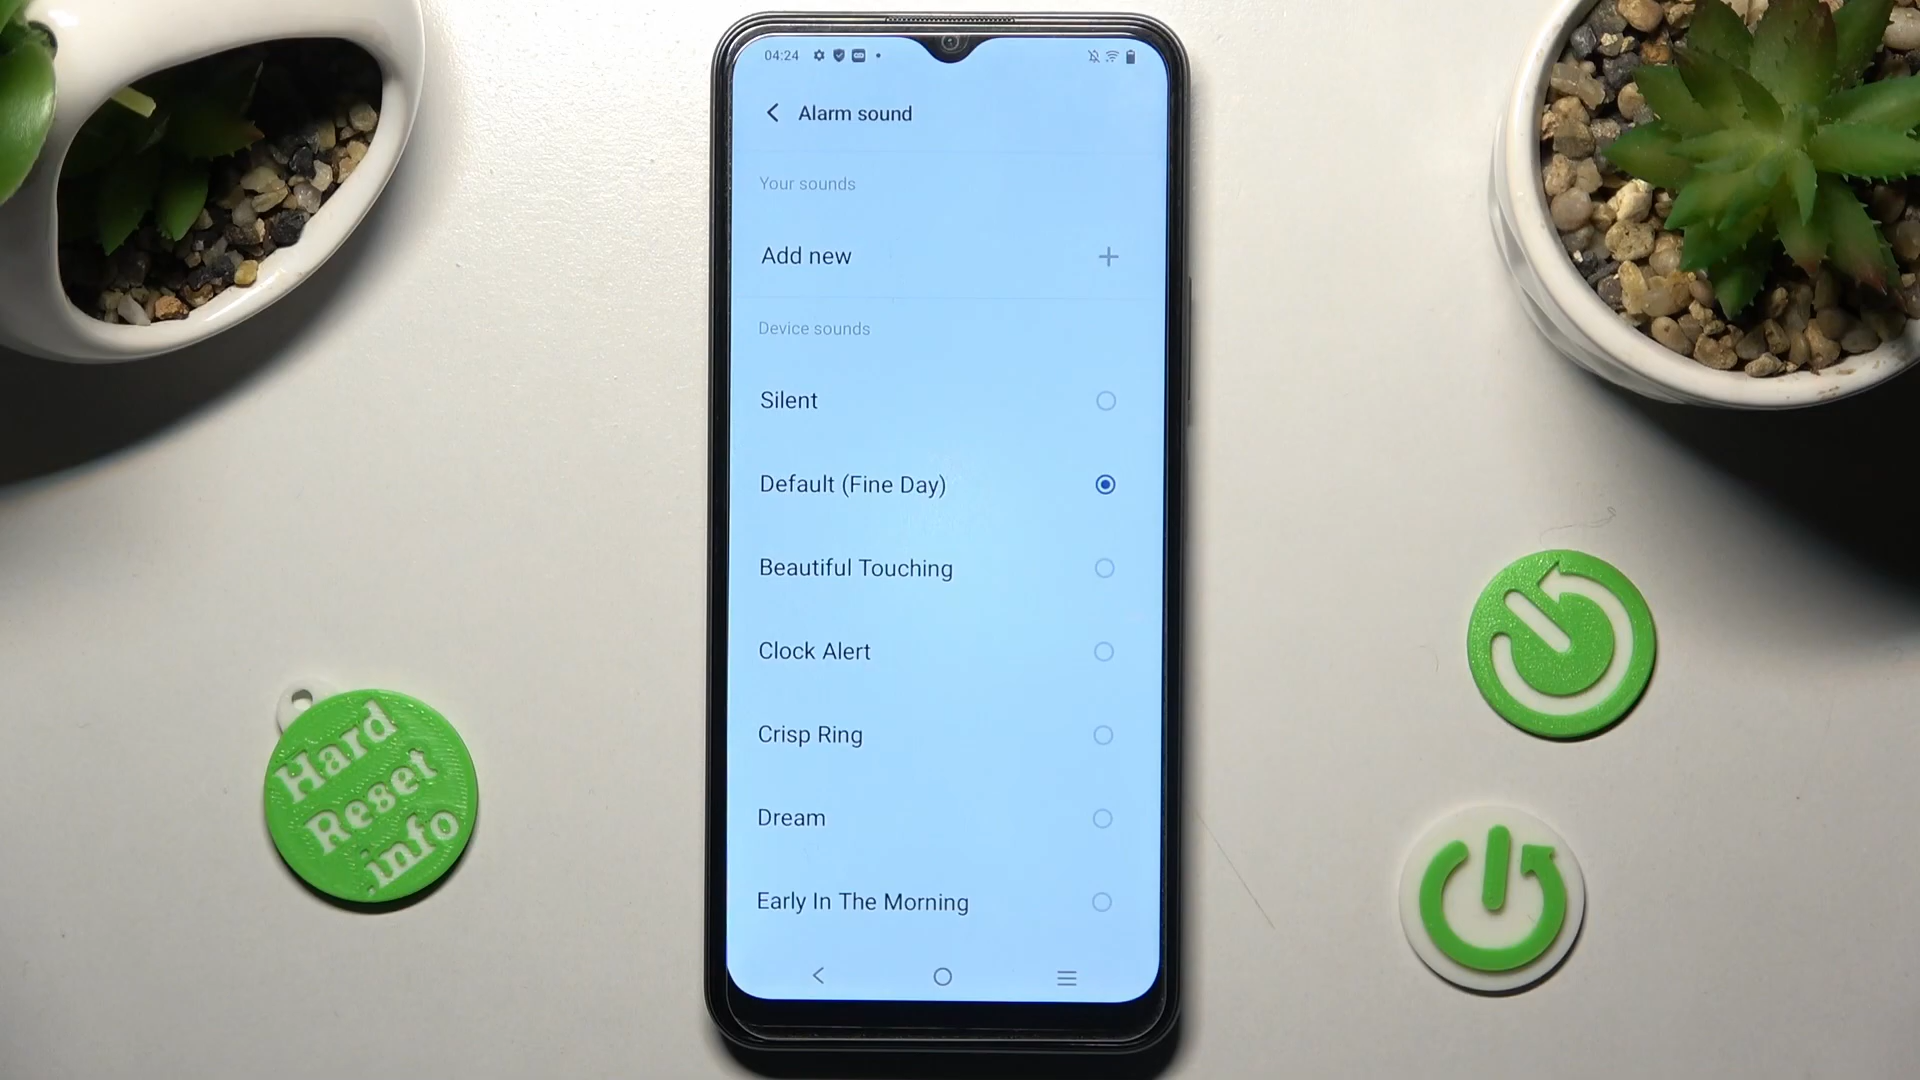 04:24
Alarm sound
Your sounds
Add new
Device sounds
Silent
Default (Fine Day)
Beautiful Touching
Clock Alert
Crisp Ring
Dream
Early In The Morning
Hard
Reset
.info